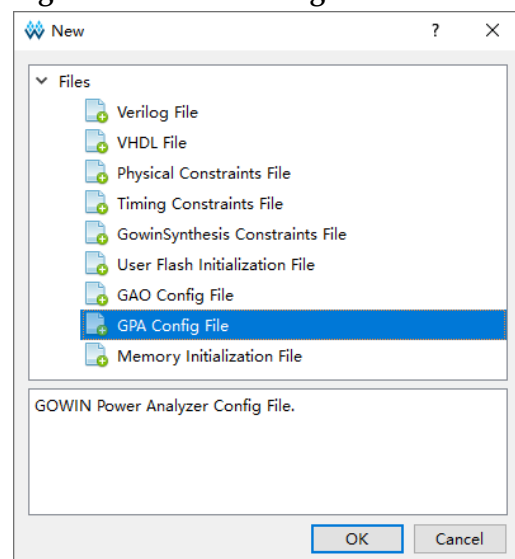 New
?
Files
Verilog File
VHDL File
Physical Constraints File
Timing Constraints File
GowinSynthesis Constraints File
User Flash Initialization File
GAO Config File
GPA Config File
Memory Initialization File
GOWIN Power Analyzer Config File.
OK
Cancel